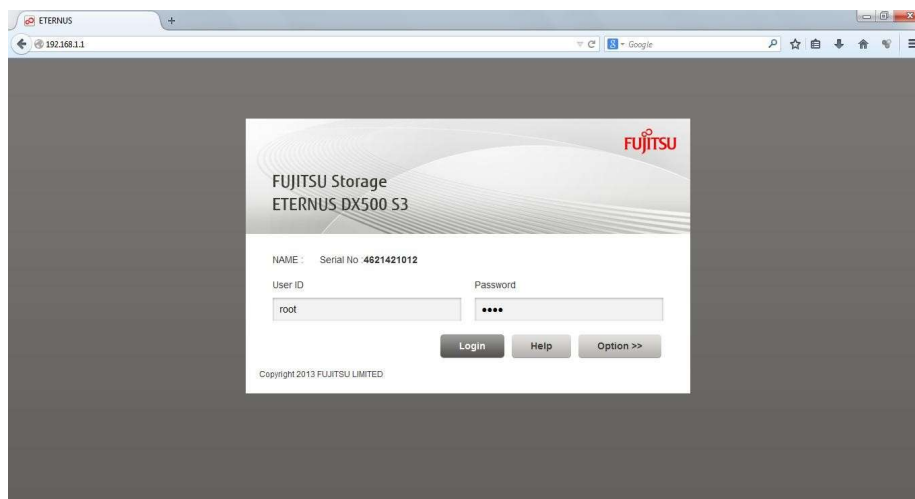 ETERNUS
192.168.1.1
Google
FUJITSU
FUJITSU Storage
ETERNUS DX500 S3
NAME : Serial No :4621421012
User ID Password
root ••••
Login Help Option >>
Copyright 2013 FUJITSU LIMITED